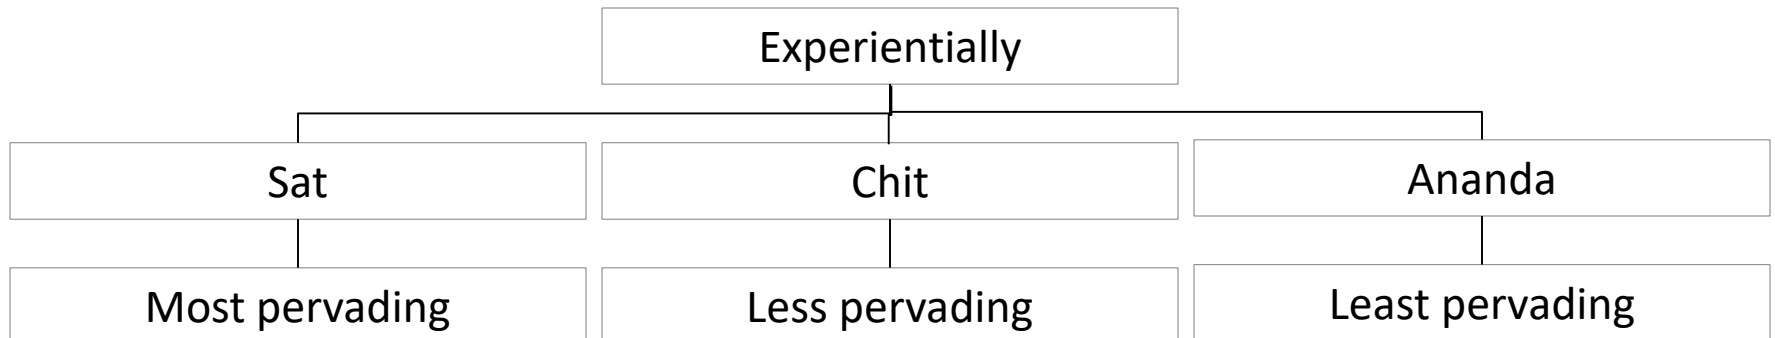 Experientially
Sat
Chit
Ananda
Most pervading
Less pervading
Least pervading